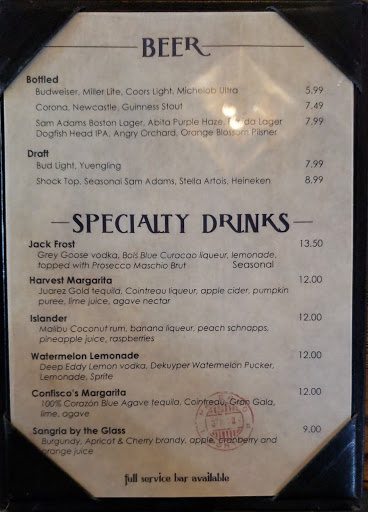 BEER
Bottled
Budweiser, Miller Lite, Coors Light, Michelob Ultra 5.99
Corona, Newcastle, Guinness Stout 7.49
Sam Adams Boston Lager, Abita Purple Haze, Lager 7.99
Dogfish Head IPA, Angry Orchard, Orange Blossom Pilsner
Draft
Bud Light, Yuengling 7.99
Shock Top, Seasonal Sam Adams, Stella Artois, Heineken 8.99
SPECIALTY DRINKS
Jack Frost 13.50
Grey Goose vodka, Bols Blue Curacao liqueur, lemonade,
topped with Prosecco Maschio Brut Seasonal
Harvest Margarita 12.00
Juarez Gold tequila, Cointreau liqueur, apple cider, pumpkin
puree, lime juice, agave nectar
Islander 12.00
Malibu Coconut rum, banana liqueur, peach schnapps,
pineapple juice, raspberries
Watermelon Lemonade 12.00
Deep Eddy Lemon vodka, Dekuyper Watermelon Pucker,
Lemonade, Sprite
Confisco's Margarita 12.00
100% Corazón Blue Agave tequila, Cointreau, Gran Gala,
lime, agave
Sangria by the Glass 9.00
Burgundy, Apricot & Cherry brandy, apple, cranberry and
orange juice
full service bar available